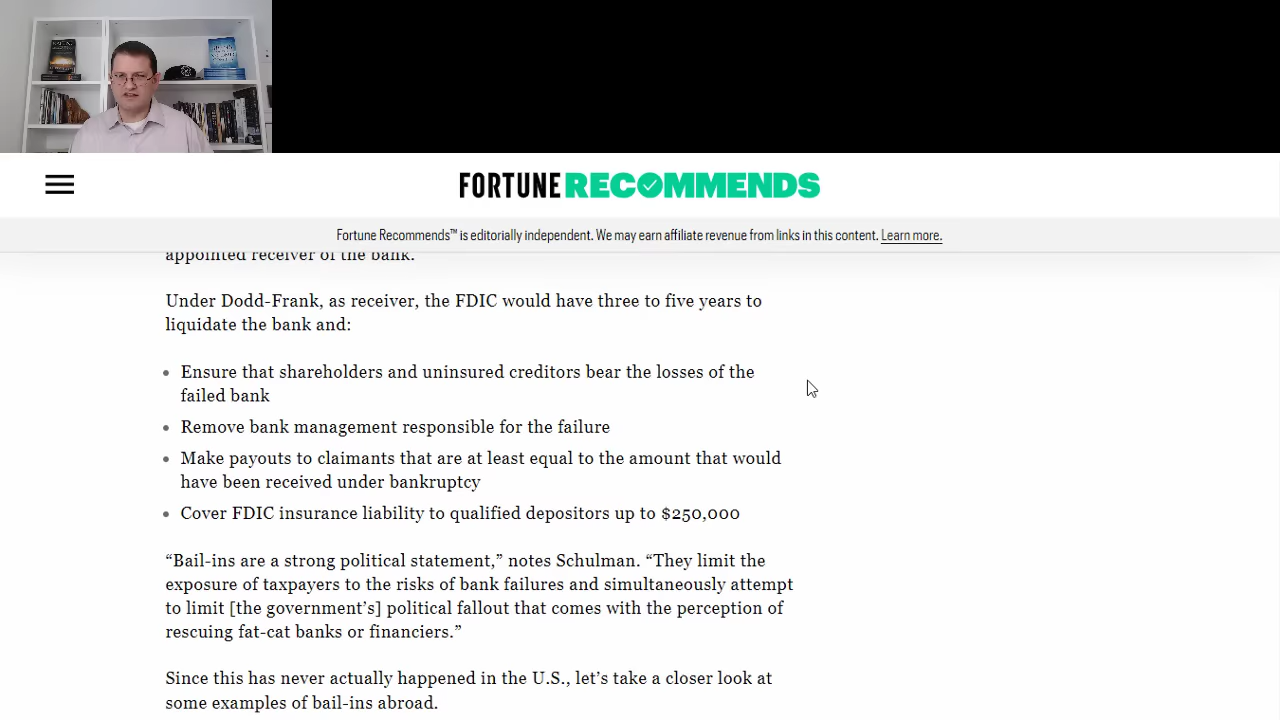 FORTUNE RECOMMENDS
Fortune Recommends™ is editorially independent. We may earn affiliate revenue from links in this content. Learn more.
appointed receiver of the bank.
Under Dodd-Frank, as receiver, the FDIC would have three to five years to
liquidate the bank and:
• Ensure that shareholders and uninsured creditors bear the losses of the
failed bank
• Remove bank management responsible for the failure
• Make payouts to claimants that are at least equal to the amount that would
have been received under bankruptcy
• Cover FDIC insurance liability to qualified depositors up to $250,000
“Bail-ins are a strong political statement,” notes Schulman. “They limit the
exposure of taxpayers to the risks of bank failures and simultaneously attempt
to limit [the government’s] political fallout that comes with the perception of
rescuing fat-cat banks or financiers.”
Since this has never actually happened in the U.S., let’s take a closer look at
some examples of bail-ins abroad.